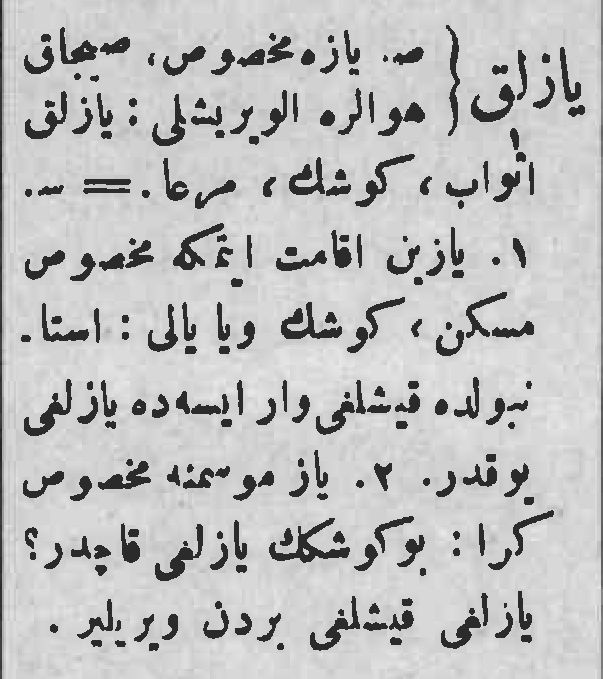 یازلق { صـ. یازه مخصوص، صیجاق
هوالره الویریشلی : یازلق
اثواب، کوشك، مرعا. = سـ.
۱. یازین اقامت ایتمکه مخصوص
مسکن، کوشك ویا یالی : استا.
نبولده قیشلغی وار ایسه‌ده یازلغی
یوقدر. ۲. یاز موسمنه مخصوص
کرا : بو کوشکك یازلغی قاچدر؟
یازلغی قیشلغی بردن ویریلیر.